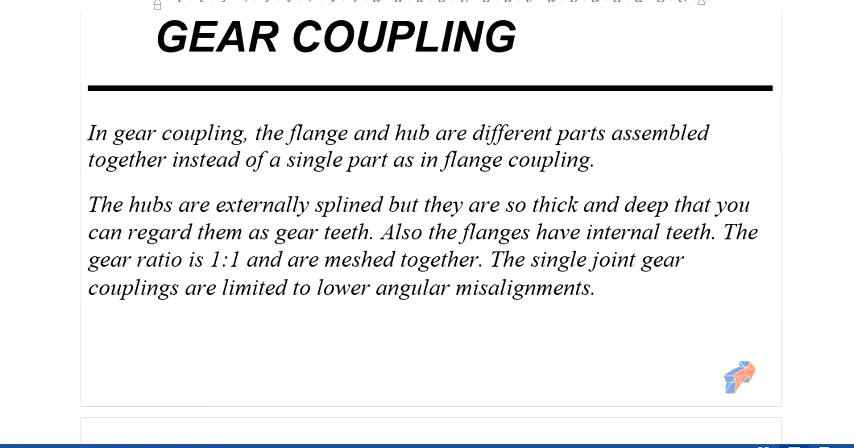 GEAR COUPLING
In gear coupling, the flange and hub are different parts assembled
together instead of a single part as in flange coupling.
The hubs are externally splined but they are so thick and deep that you
can regard them as gear teeth. Also the flanges have internal teeth. The
gear ratio is 1:1 and are meshed together. The single joint gear
couplings are limited to lower angular misalignments.